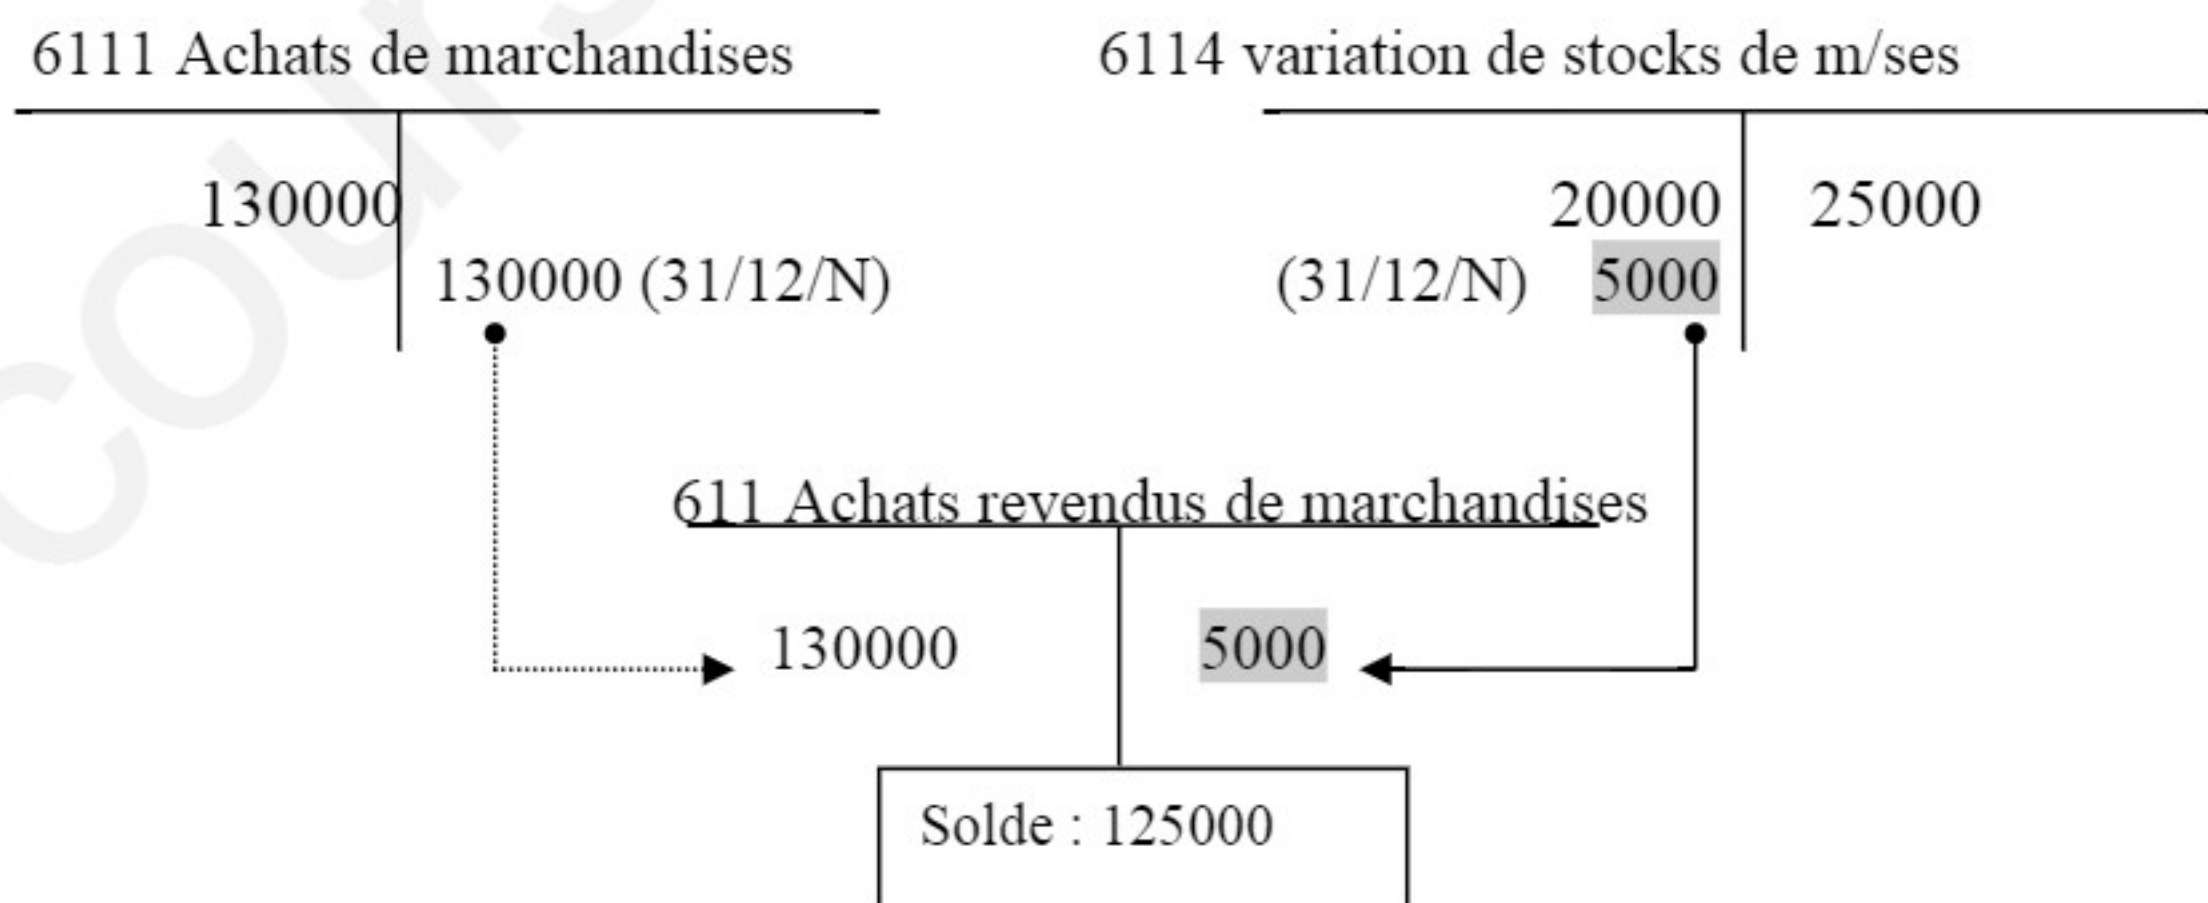 6111 Achats de marchandises
6114 variation de stocks de m/ses
130000
20000
25000
130000 (31/12/N)
(31/12/N) 5000
611 Achats revendus de marchandises
130000
5000
Solde : 125000
cours